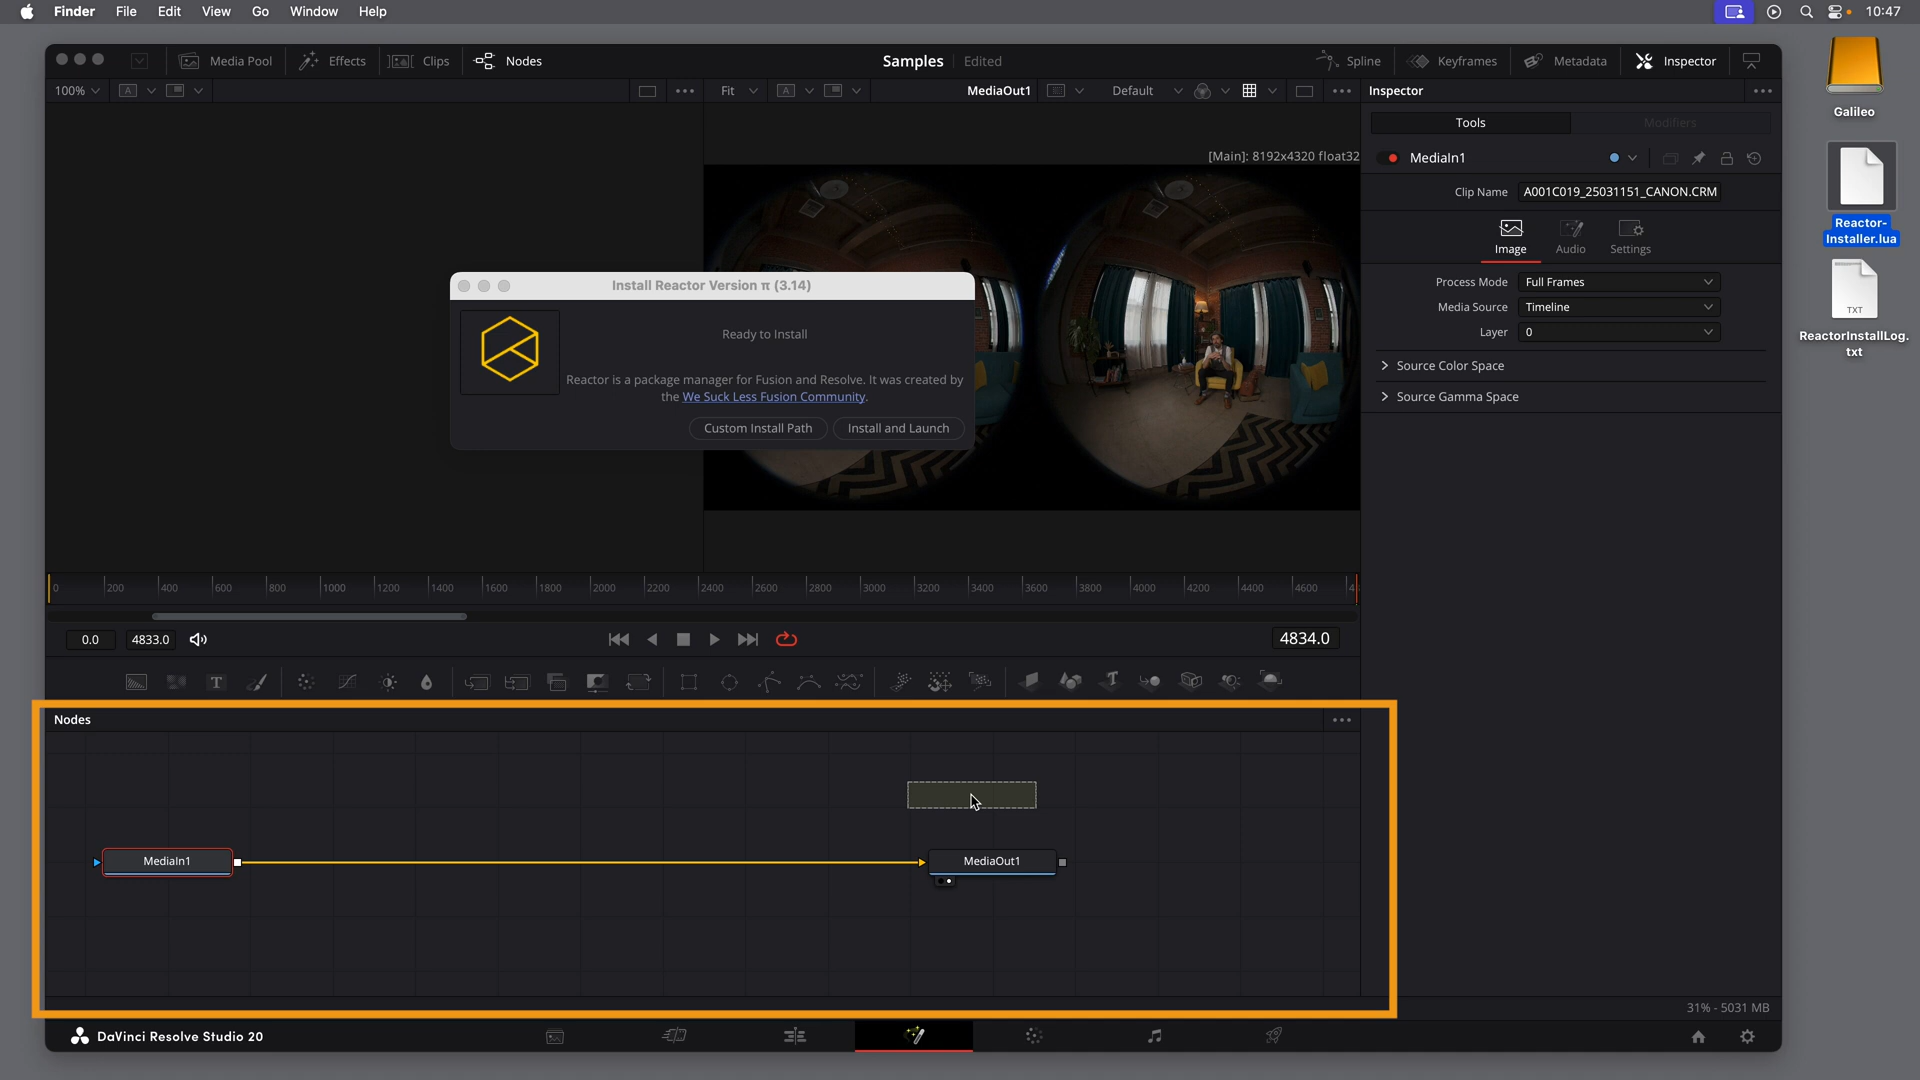 Finder File Edit View Go Window Help 10:47
Media Pool Effects Clips Nodes Samples Edited Spline Keyframes Metadata Inspector
100% A Fit A MediaOut1 Default Inspector
Galileo
Tools Modifiers
[Main]: 8192x4320 float32
MediaIn1
Clip Name A001C019_25031151_CANON.CRM
Reactor-
Installer.lua
Image Audio Settings
Install Reactor Version π (3.14)
Process Mode Full Frames
Media Source Timeline
Layer 0
TXT
ReactorInstallLog.
txt
Ready to Install
Reactor is a package manager for Fusion and Resolve. It was created by
the We Suck Less Fusion Community.
Custom Install Path Install and Launch
Source Color Space
Source Gamma Space
0 200 400 600 800 1000 1200 1400 1600 1800 2000 2200 2400 2600 2800 3000 3200 3400 3600 3800 4000 4200 4400 4600
0.0 4833.0 4834.0
T T
Nodes
MediaIn1 MediaOut1
31% - 5031 MB
DaVinci Resolve Studio 20